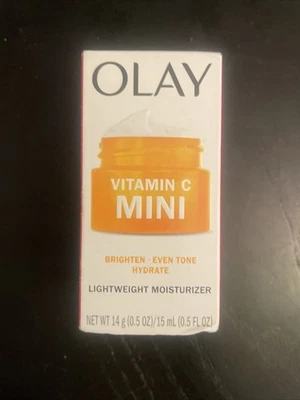 OLAY
VITAMIN C
MINI
BRIGHTEN · EVEN TONE
HYDRATE
LIGHTWEIGHT MOISTURIZER
NET WT 14 g (0.5 OZ)/15 mL (0.5 FL OZ)